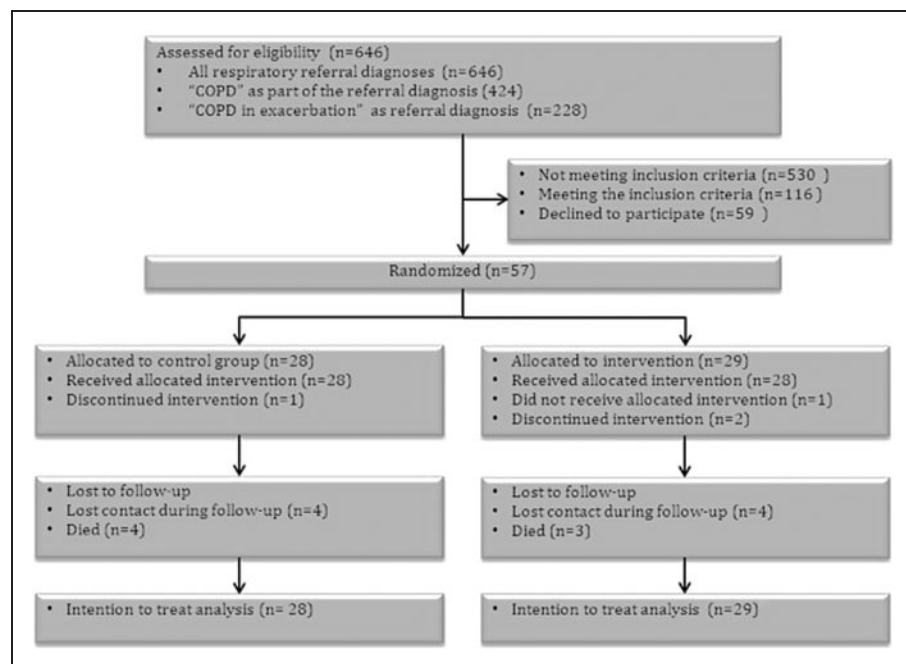 Assessed for eligibility (n=646)
• All respiratory referral diagnoses (n=646)
• “COPD” as part of the referral diagnosis (424)
• “COPD in exacerbation” as referral diagnosis (n=228)
• Not meeting inclusion criteria (n=530 )
• Meeting the inclusion criteria (n=116 )
• Declined to participate (n=59 )
Randomized (n=57)
• Allocated to control group (n=28)
• Received allocated intervention (n=28)
• Discontinued intervention (n=1)
• Allocated to intervention (n=29)
• Received allocated intervention (n=28)
• Did not receive allocated intervention (n=1)
• Discontinued intervention (n=2)
• Lost to follow-up
• Lost contact during follow-up (n=4)
• Died (n=4)
• Lost to follow-up
• Lost contact during follow-up (n=4)
• Died (n=3)
• Intention to treat analysis (n= 28)
• Intention to treat analysis (n=29)